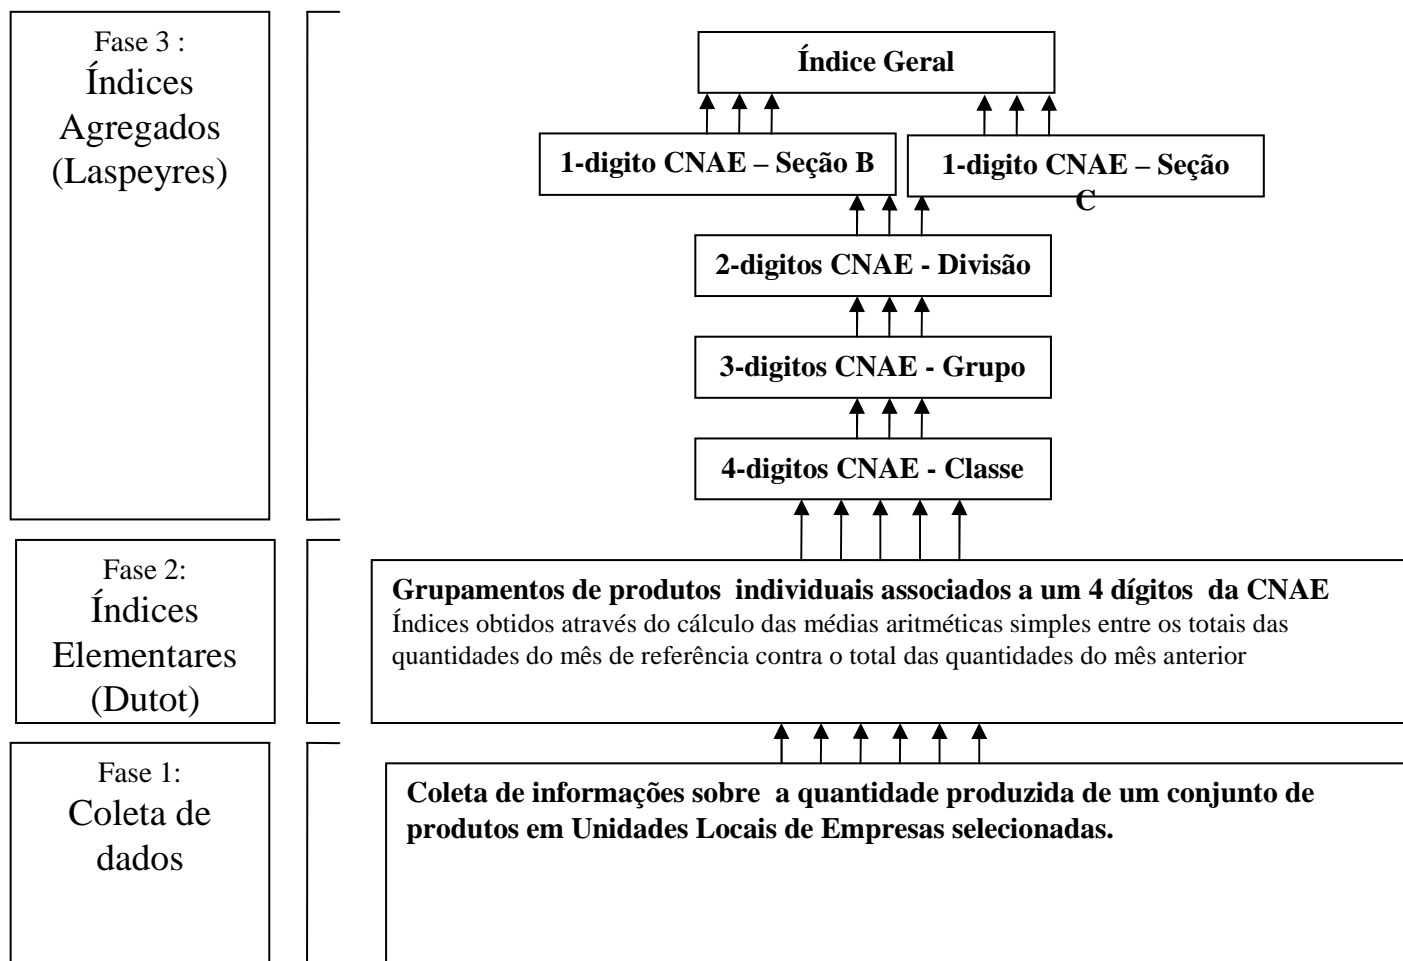 Fase 3 :
Índices
Agregados
(Laspeyres)
Índice Geral
1-digito CNAE – Seção B
1-digito CNAE – Seção
C
2-digitos CNAE - Divisão
3-digitos CNAE - Grupo
4-digitos CNAE - Classe
Fase 2:
Índices
Elementares
(Dutot)
Grupamentos de produtos individuais associados a um 4 dígitos da CNAE
Índices obtidos através do cálculo das médias aritméticas simples entre os totais das
quantidades do mês de referência contra o total das quantidades do mês anterior
Fase 1:
Coleta de
dados
Coleta de informações sobre a quantidade produzida de um conjunto de
produtos em Unidades Locais de Empresas selecionadas.